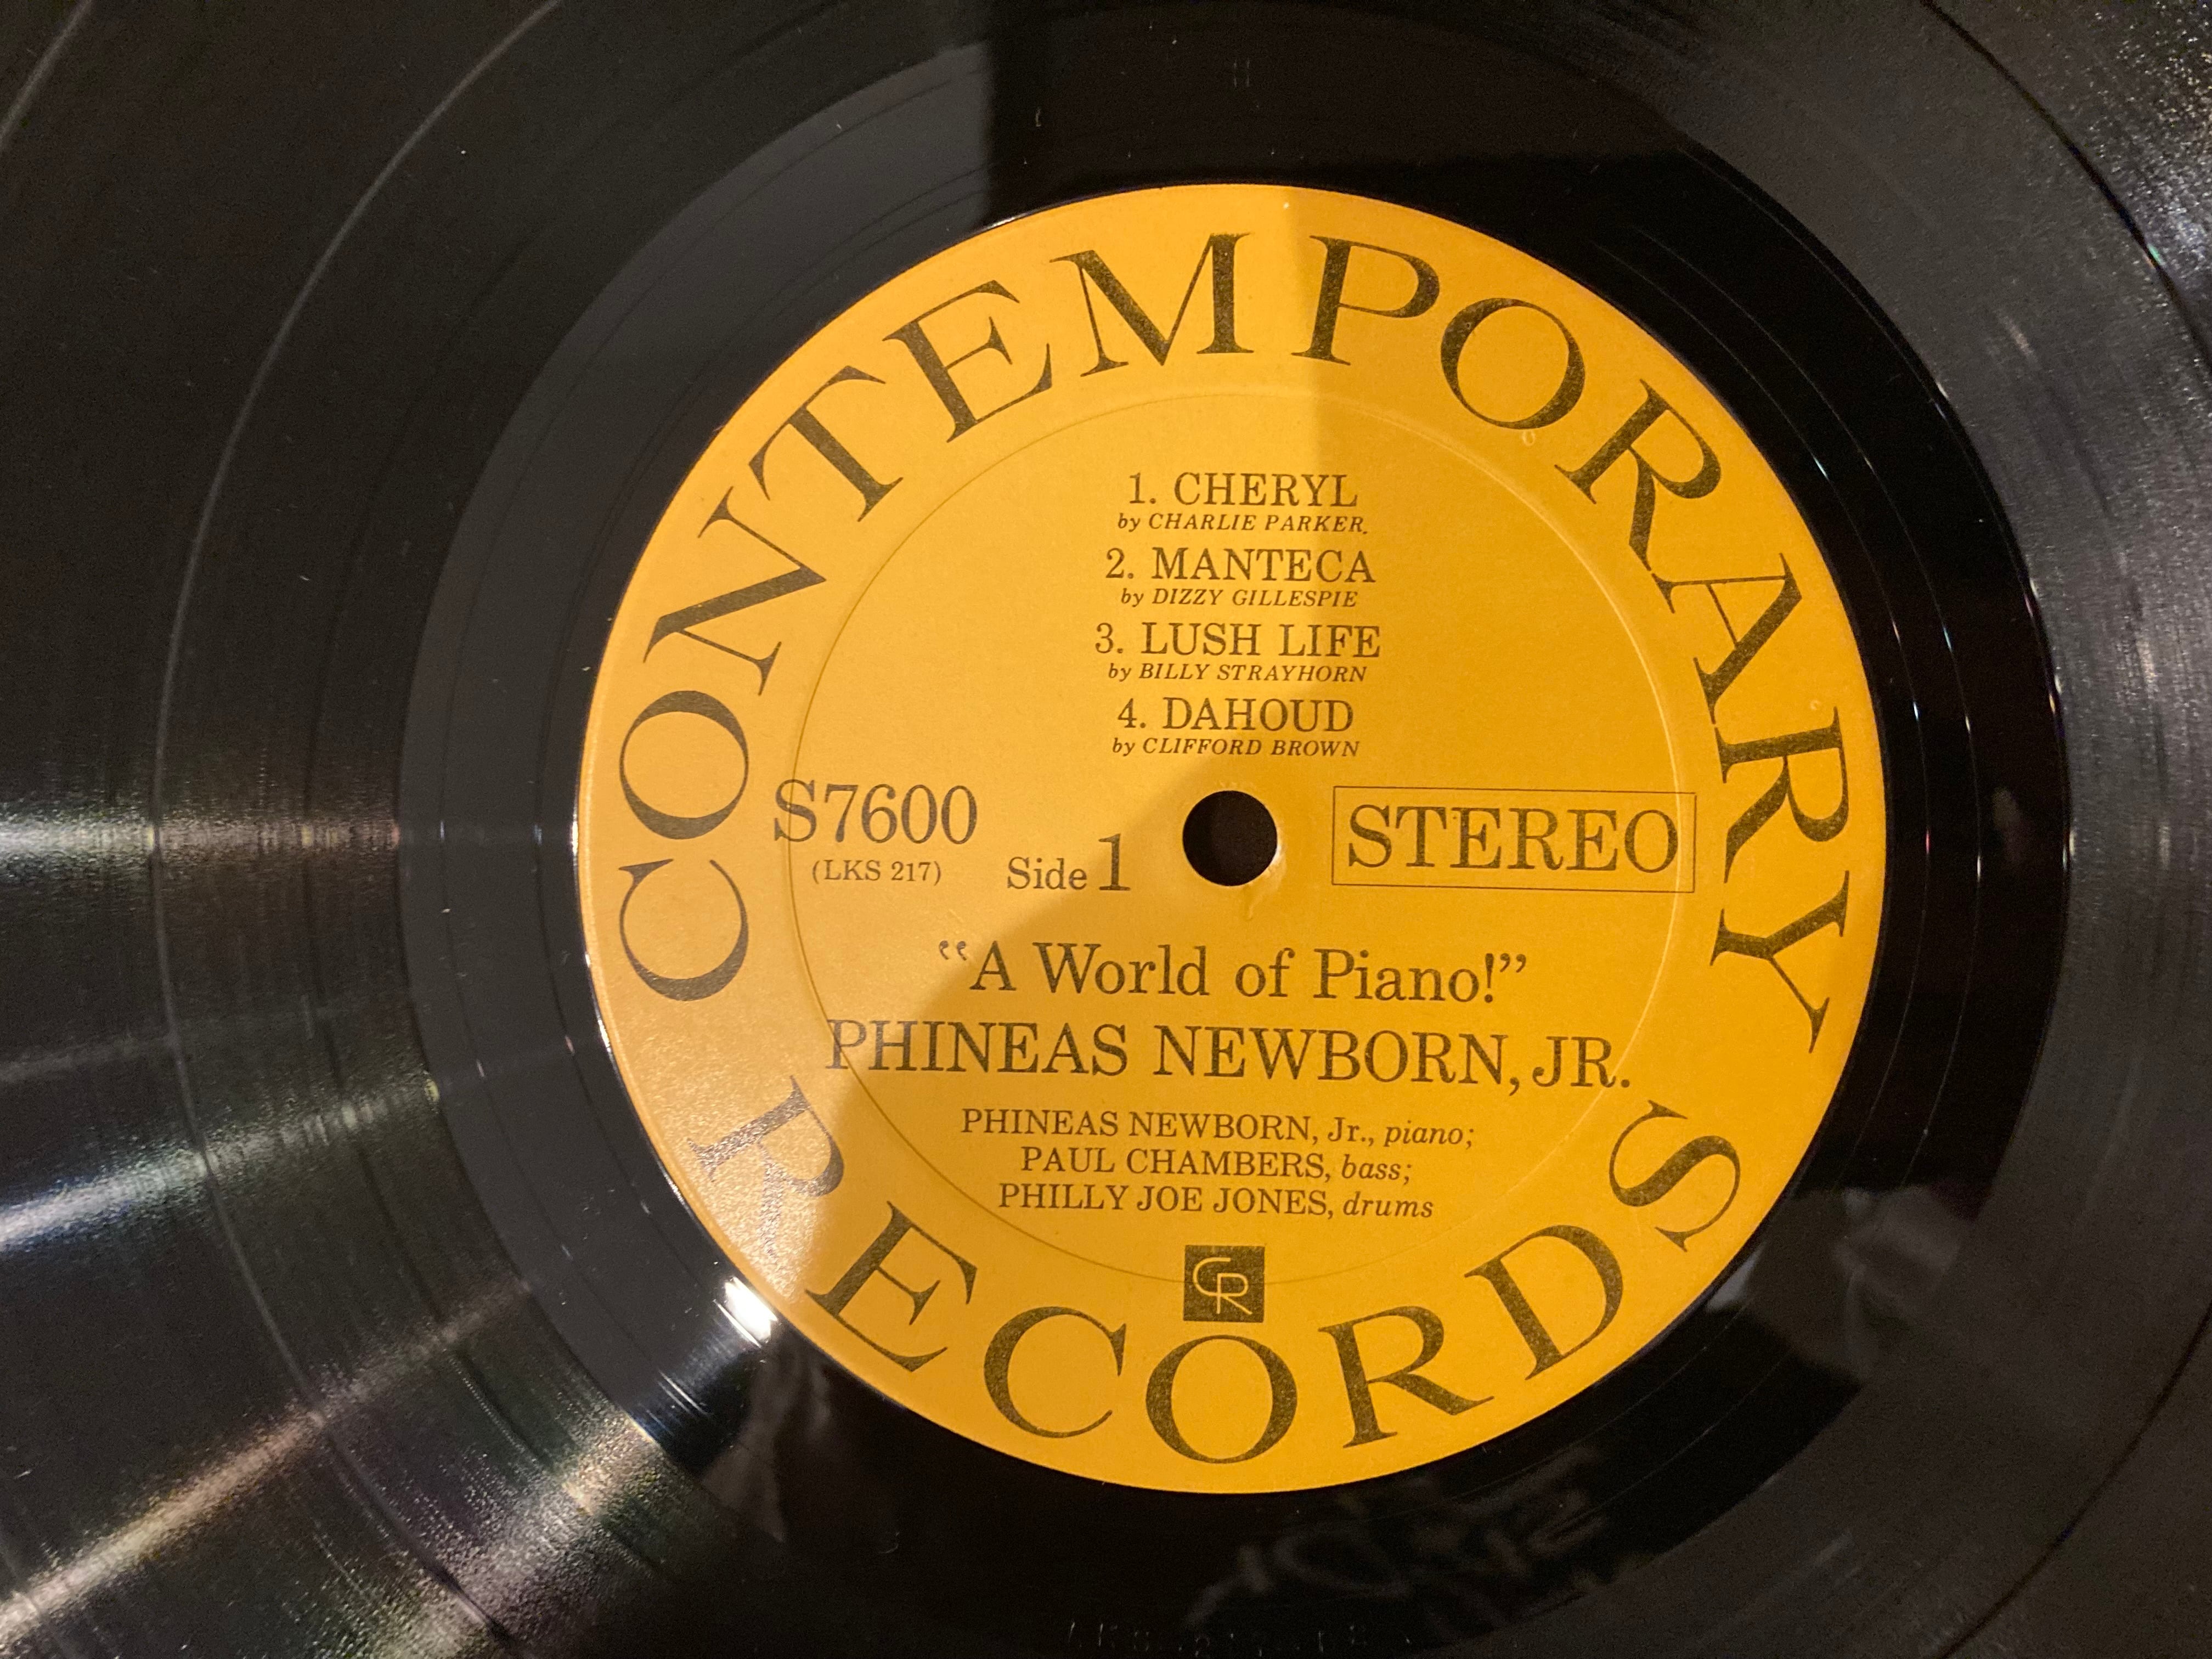 CONTEMPORARY
1. CHERYL
by CHARLIE PARKER.
2. MANTECA
by DIZZY GILLESPIE
3. LUSH LIFE
by BILLY STRAYHORN
4. DAHOUD
by CLIFFORD BROWN
S7600
(LKS 217)
Side 1
STEREO
“A World of Piano!”
PHINEAS NEWBORN, JR.
PHINEAS NEWBORN, Jr., piano;
PAUL CHAMBERS, bass;
PHILLY JOE JONES, drums
CR
RECORDS